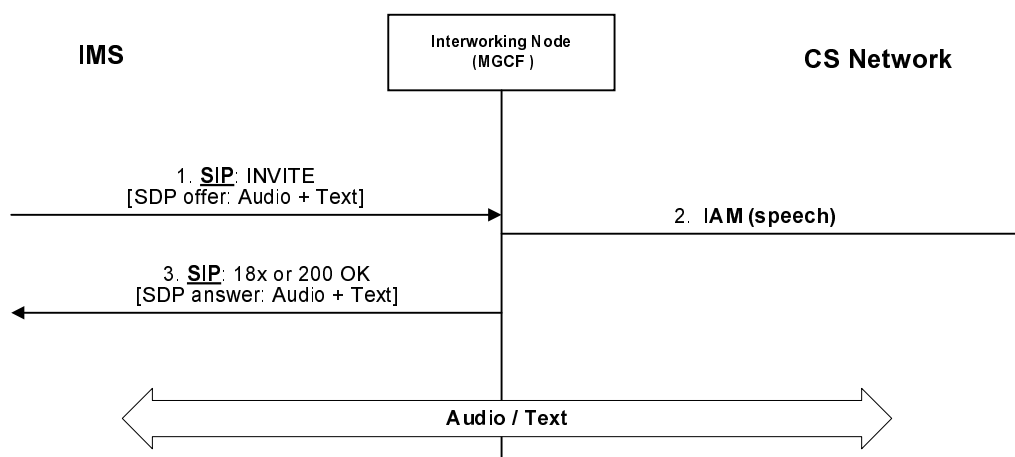 IMS
Interworking Node
(MGCF )
CS Network
1. SIP: INVITE
[SDP offer: Audio + Text]
2. IAM (speech)
3. SIP: 18x or 200 OK
[SDP answer: Audio + Text]
Audio / Text